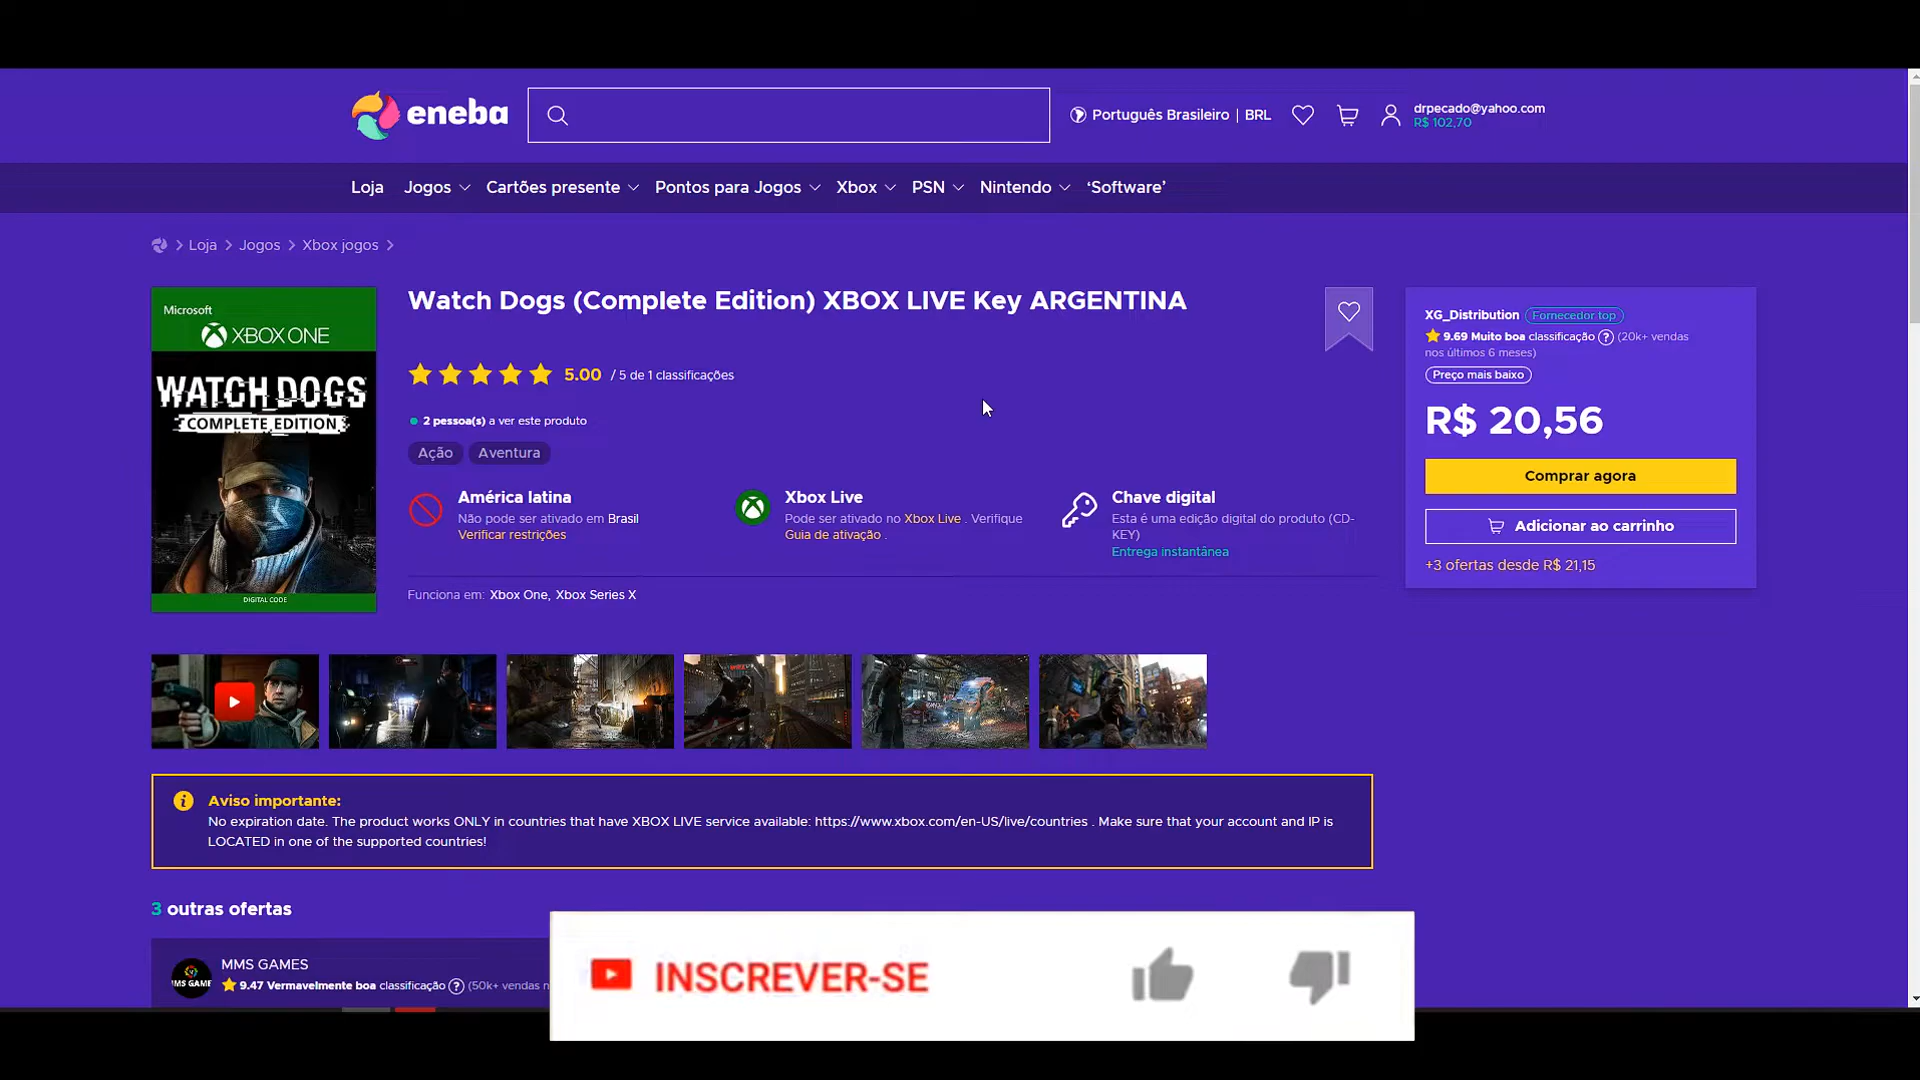 eneba
Português Brasileiro | BRL
drpecado@yahoo.com
R$ 102,70
Loja
Jogos
Cartões presente
Pontos para Jogos
Xbox
PSN
Nintendo
‘Software’
Loja
Jogos
Xbox jogos
Microsoft
XBOX ONE
WATCH_DOGS
COMPLETE EDITION
DIGITAL CODE
Watch Dogs (Complete Edition) XBOX LIVE Key ARGENTINA
5.00 / 5 de 1 classificações
2 pessoa(s) a ver este produto
Ação
Aventura
América latina
Não pode ser ativado em Brasil
Verificar restrições
Xbox Live
Pode ser ativado no Xbox Live . Verifique
Guia de ativação .
Chave digital
Esta é uma edição digital do produto (CD-
KEY)
Entrega instantânea
Funciona em: Xbox One, Xbox Series X
XG_Distribution Fornecedor top
9.69 Muito boa classificação ? (20k+ vendas
nos últimos 6 meses)
Preço mais baixo
R$ 20,56
Comprar agora
Adicionar ao carrinho
+3 ofertas desde R$ 21,15
Aviso importante:
No expiration date. The product works ONLY in countries that have XBOX LIVE service available: https://www.xbox.com/en-US/live/countries . Make sure that your account and IP is
LOCATED in one of the supported countries!
3 outras ofertas
MMS GAMES
9.47 Vermavelmente boa classificação ? (50k+ vendas n
INSCREVER-SE